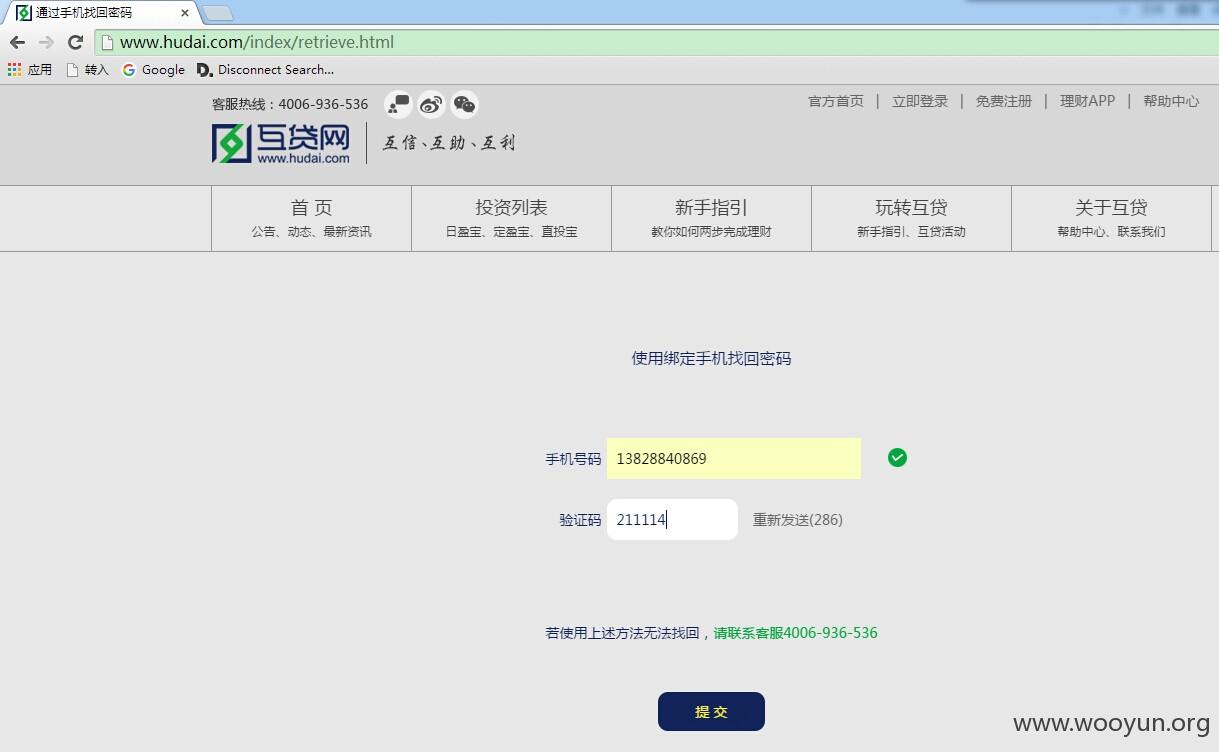 通过手机找回密码
www.hudai.com/index/retrieve.html
应用 转入 Google Disconnect Search...
客服热线：4006-936-536
官方首页 | 立即登录 | 免费注册 | 理财APP | 帮助中心
互贷网
www.hudai.com
互信、互助、互利
首 页 投资列表 新手指引 玩转互贷 关于互贷
公告、动态、最新资讯 日盈宝、定盈宝、直投宝 教你如何两步完成理财 新手指引、互贷活动 帮助中心、联系我们
使用绑定手机找回密码
手机号码 13828840869
验证码 211114 重新发送(286)
若使用上述方法无法找回，请联系客服4006-936-536
提 交
www.wooyun.org